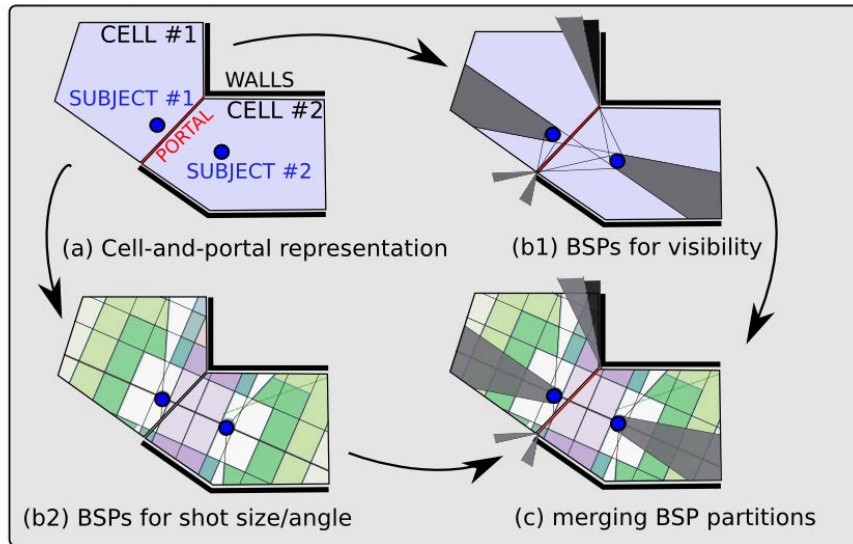 CELL #1
WALLS
SUBJECT #1
CELL #2
PORTAL
SUBJECT #2
(a) Cell-and-portal representation
(b1) BSPs for visibility
(b2) BSPs for shot size/angle
(c) merging BSP partitions